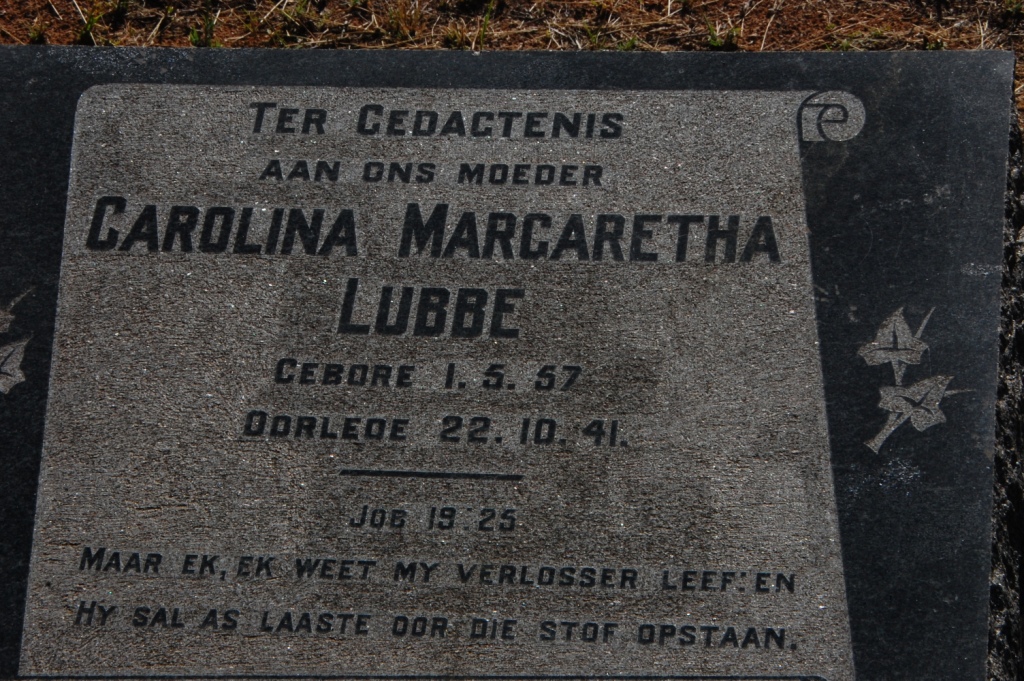 TER GEDAGTENIS
AAN ONS MOEDER
CAROLINA MARGARETHA
LUBBE
GEBORE 1. 5. 57
OORLEDE 22. 10. 41.
JOB 19:25
MAAR EK, EK WEET MY VERLOSSER LEEF: EN
HY SAL AS LAASTE OOR DIE STOF OPSTAAN.